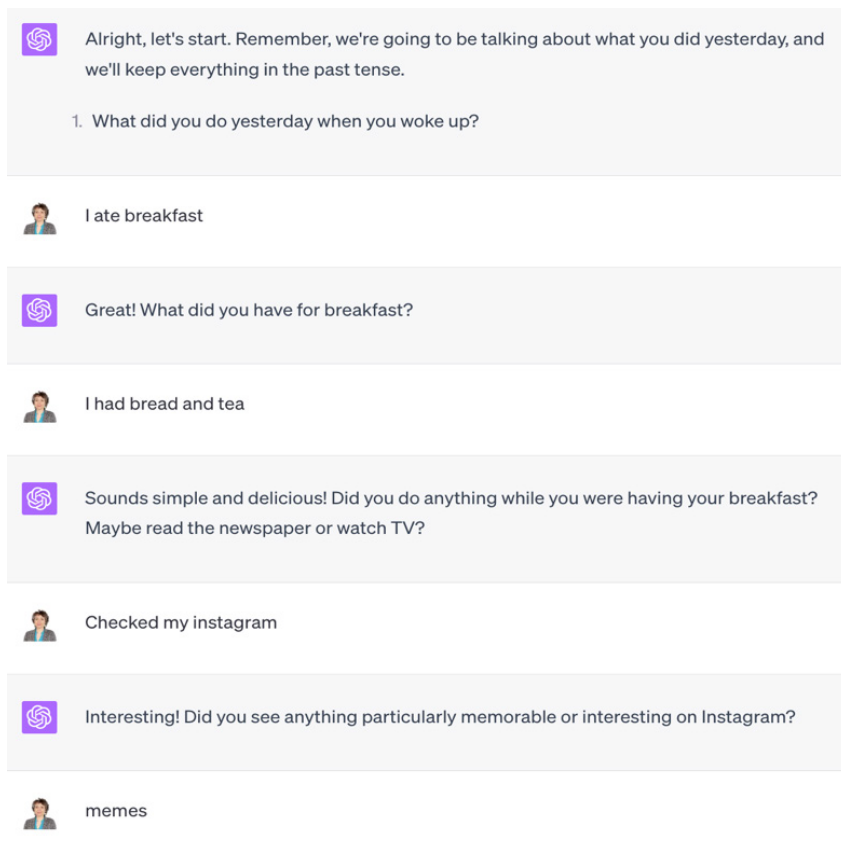 Alright, let's start. Remember, we're going to be talking about what you did yesterday, and
we'll keep everything in the past tense.
1. What did you do yesterday when you woke up?
I ate breakfast
Great! What did you have for breakfast?
I had bread and tea
Sounds simple and delicious! Did you do anything while you were having your breakfast?
Maybe read the newspaper or watch TV?
Checked my instagram
Interesting! Did you see anything particularly memorable or interesting on Instagram?
memes